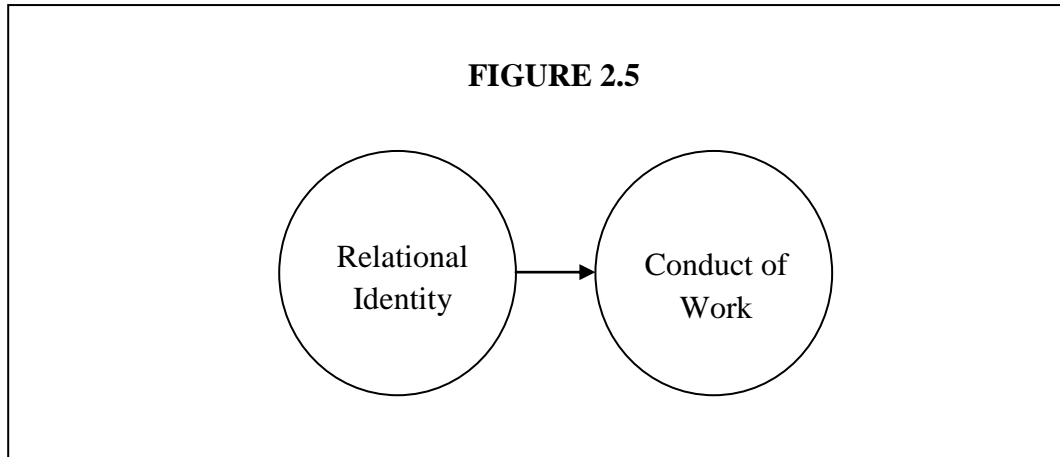 FIGURE 2.5
Relational
Identity
Conduct of
Work